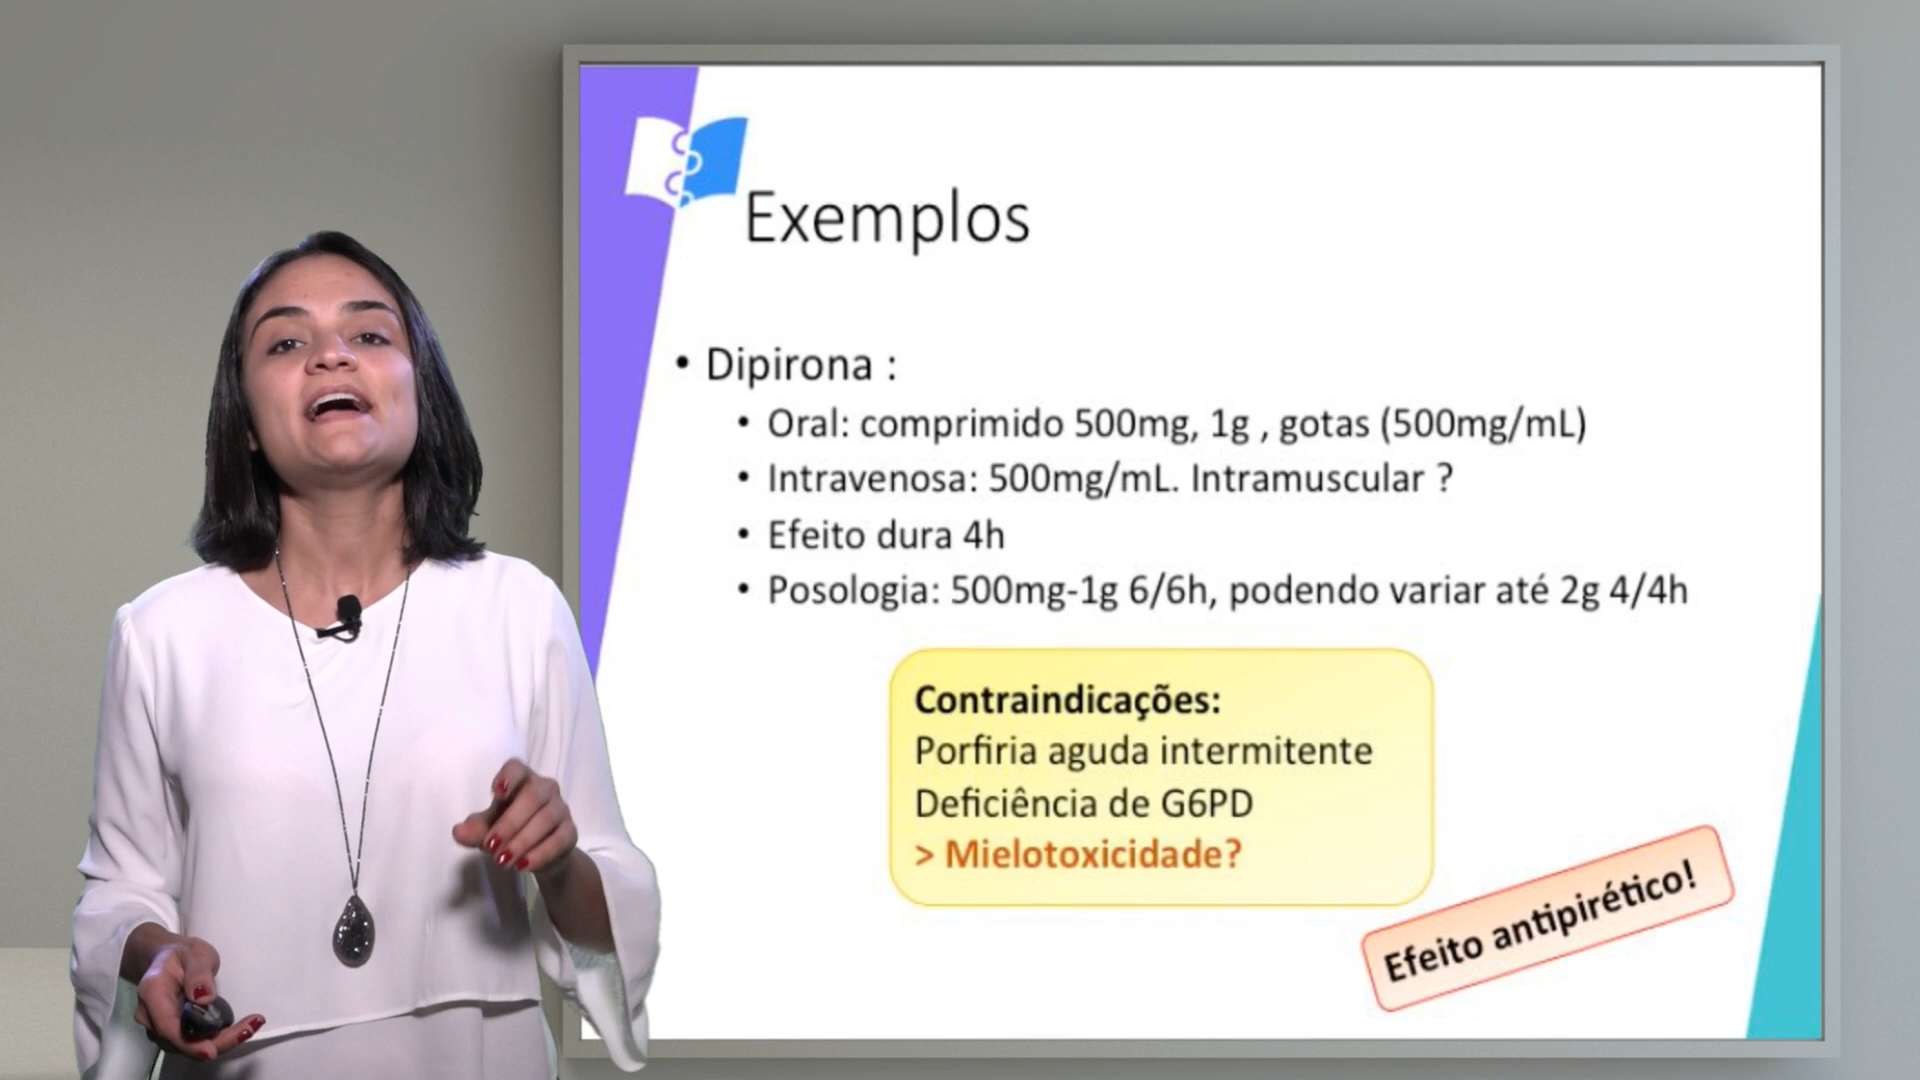 Exemplos
• Dipirona :
• Oral: comprimido 500mg, 1g , gotas (500mg/mL)
• Intravenosa: 500mg/mL. Intramuscular ?
• Efeito dura 4h
• Posologia: 500mg-1g 6/6h, podendo variar até 2g 4/4h
Contraindicações:
Porfiria aguda intermitente
Deficiência de G6PD
> Mielotoxicidade?
Efeito antipirético!